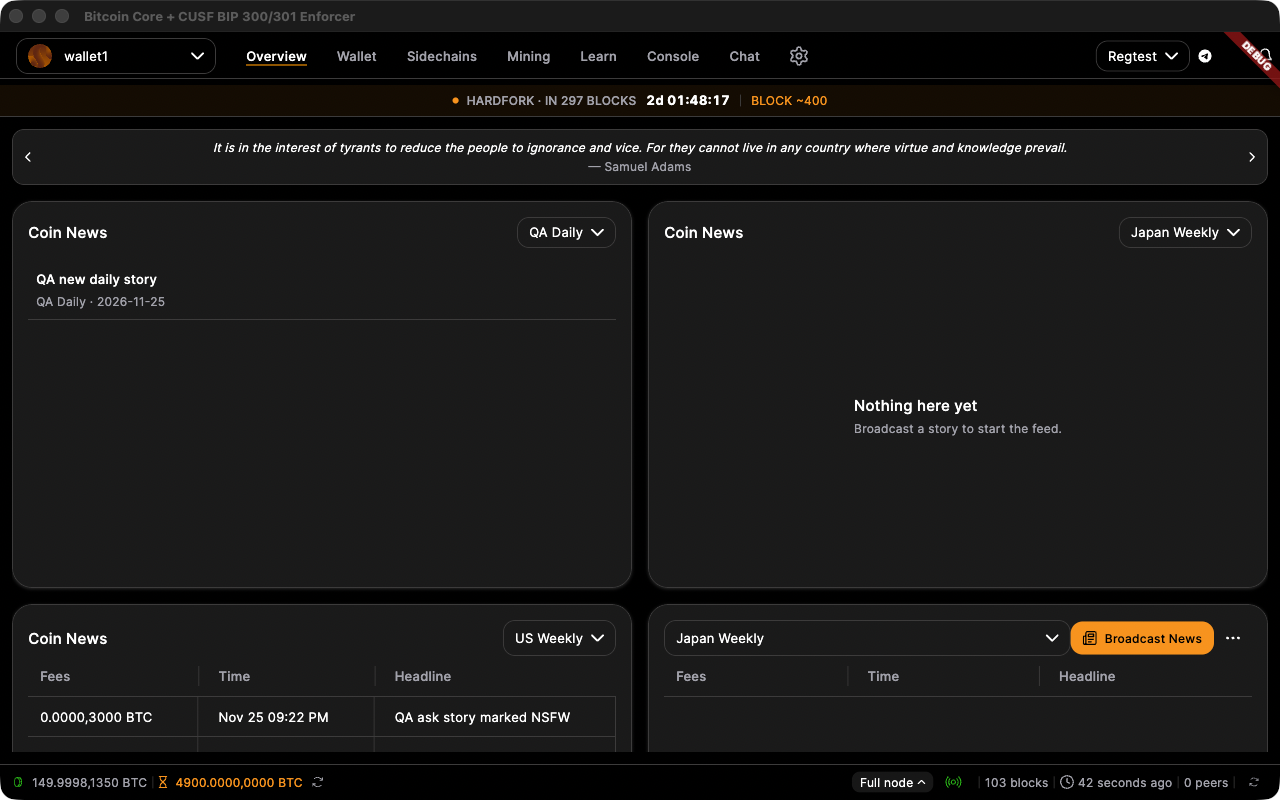 Bitcoin Core + CUSF BIP 300/301 Enforcer
wallet1
Overview
Wallet
Sidechains
Mining
Learn
Console
Chat
Regtest
DEBUG
HARDFORK · IN 297 BLOCKS 2d 01:48:17 BLOCK ~400
It is in the interest of tyrants to reduce the people to ignorance and vice. For they cannot live in any country where virtue and knowledge prevail.
— Samuel Adams
Coin News
QA Daily
QA new daily story
QA Daily · 2026-11-25
Coin News
Japan Weekly
Nothing here yet
Broadcast a story to start the feed.
Coin News
US Weekly
Fees Time Headline
0.0000,3000 BTC Nov 25 09:22 PM QA ask story marked NSFW
Japan Weekly
Broadcast News
Fees Time Headline
149.9998,1350 BTC 4900.0000,0000 BTC
Full node
103 blocks
42 seconds ago
0 peers